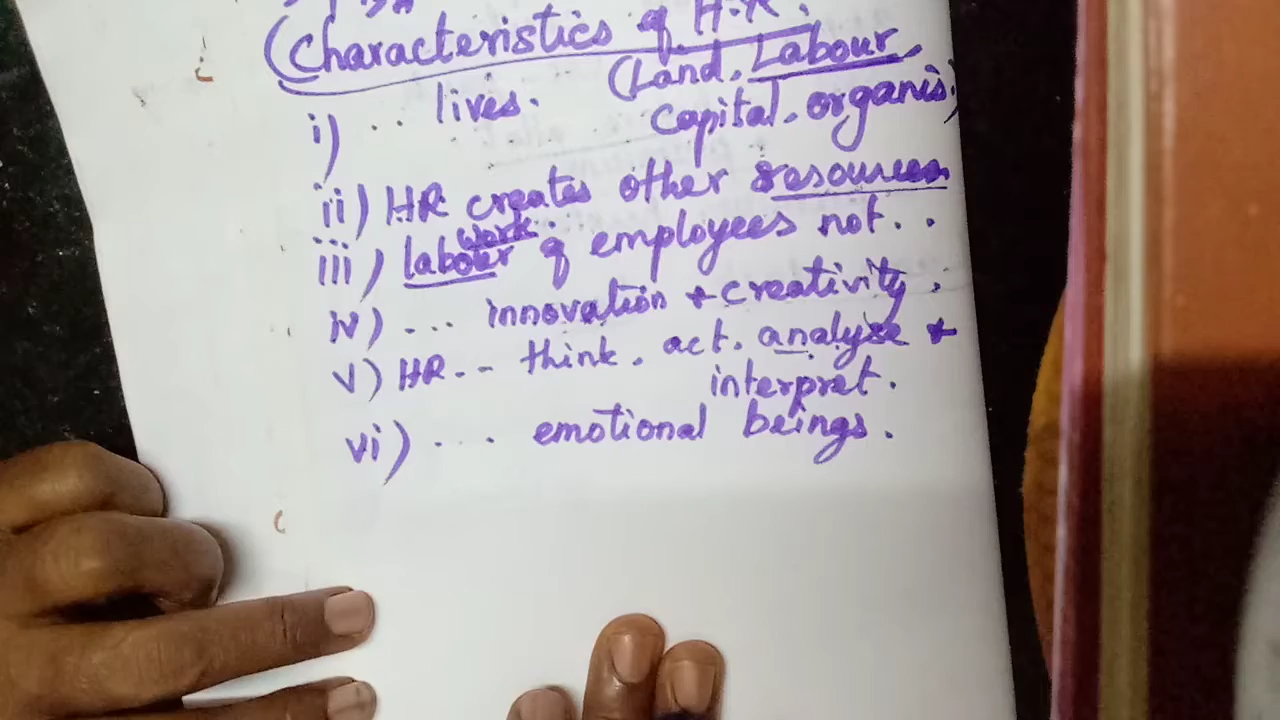 (Characteristics of H.R.
(Land, Labour,
i) .. lives. capital, organis.)
ii) HR creates other resources
work.
iii) labour of employees not. .
iv) ... innovation + creativity.
v) HR.. think. act. analyse +
interpret.
vi) ... emotional beings.